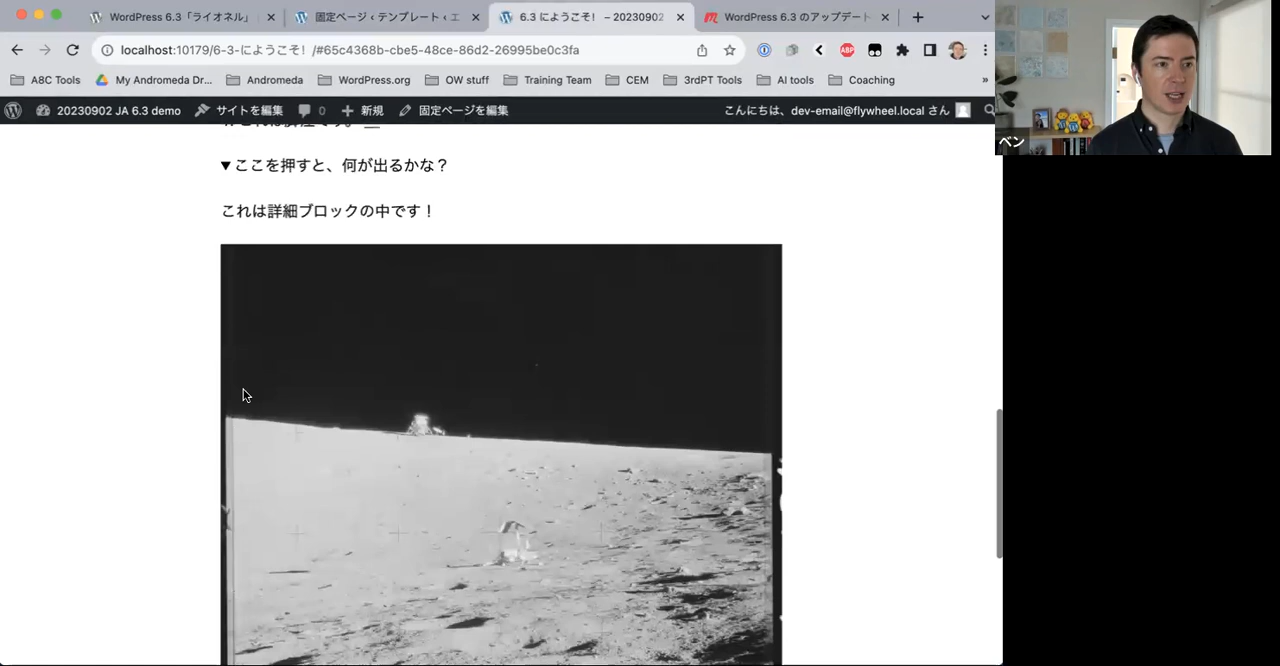 WordPress 6.3「ライオネル」
固定ページ ‹ テンプレート ‹ エ
6.3 にようこそ! – 20230902
WordPress 6.3 のアップデート
localhost:10179/6-3-にようこそ!/#65c4368b-cbe5-48ce-86d2-26995be0c3fa
ABP
A8C Tools
My Andromeda Dr...
Andromeda
WordPress.org
OW stuff
Training Team
CEM
3rdPT Tools
AI tools
Coaching
»
20230902 JA 6.3 demo
サイトを編集
0
新規
固定ページを編集
こんにちは、dev-email@flywheel.local さん
ベン
▼ここを押すと、何が出るかな？
これは詳細ブロックの中です！